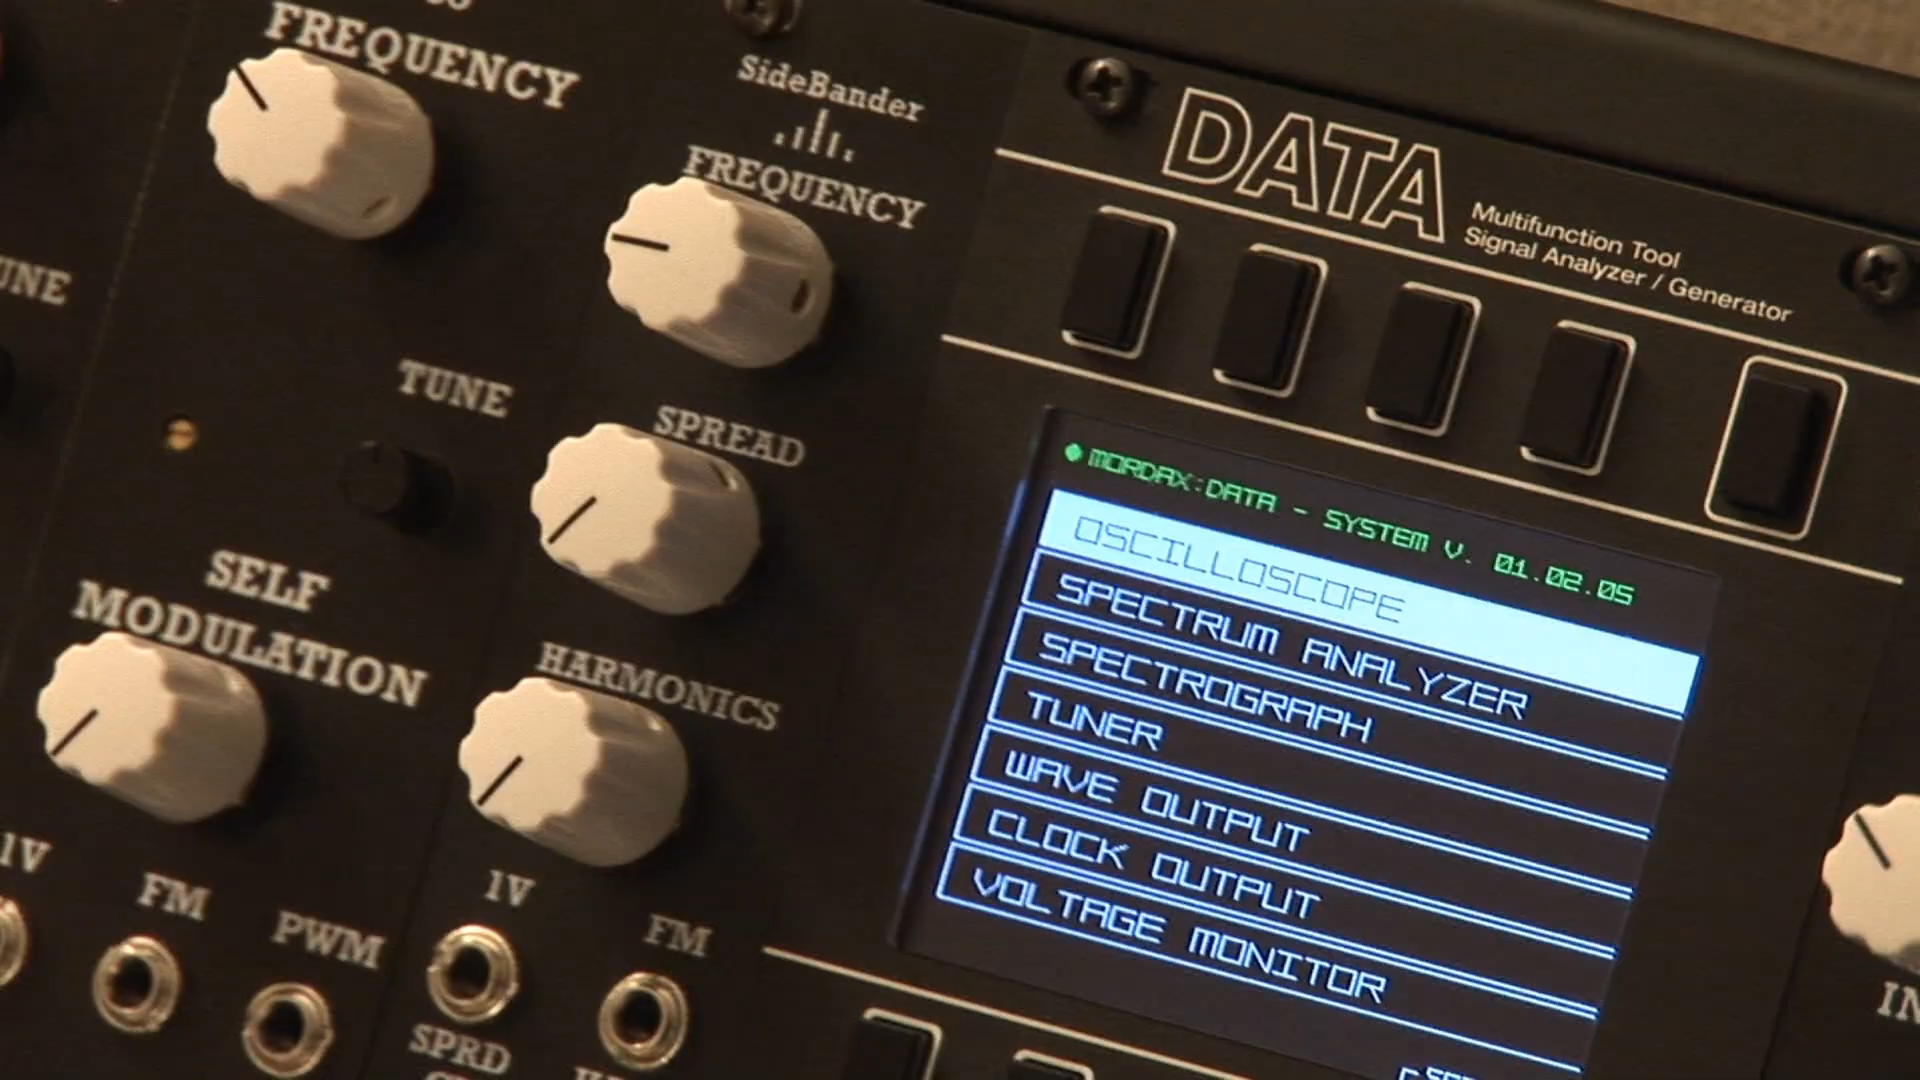 FREQUENCY
TUNE
SELF
MODULATION
FM
PWM
1V
SideBander
FREQUENCY
SPREAD
HARMONICS
1V
FM
SPRD
DATA
Multifunction Tool
Signal Analyzer / Generator
MORDAX:DATA - SYSTEM V. 01.02.05
OSCILLOSCOPE
SPECTRUM ANALYZER
SPECTROGRAPH
TUNER
WAVE OUTPUT
CLOCK OUTPUT
VOLTAGE MONITOR